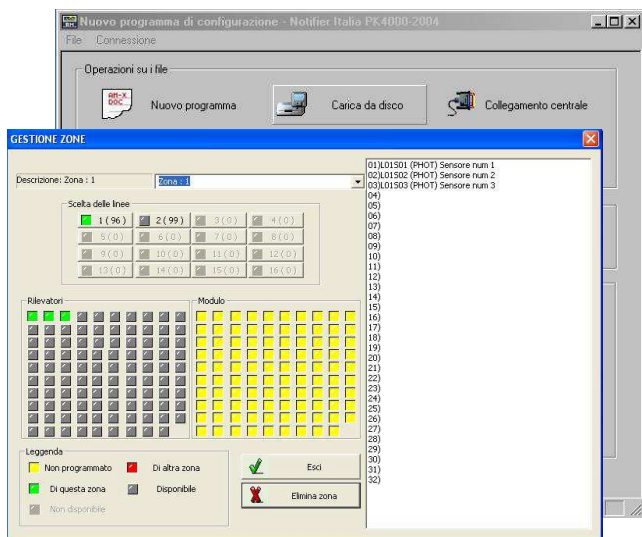 Nuovo programma di configurazione - Notifier Italia PK4000-2004
File Connessione
Operazioni su i file
AM-X
DOC
Nuovo programma
Carica da disco
Collegamento centrale
GESTIONE ZONE
Descrizione: Zona : 1
Zona : 1
Scelta delle linee
1 ( 96 ) 2 ( 99 ) 3 ( 0 ) 4 ( 0 )
5 ( 0 ) 6 ( 0 ) 7 ( 0 ) 8 ( 0 )
9 ( 0 ) 10 ( 0 ) 11 ( 0 ) 12 ( 0 )
13 ( 0 ) 14 ( 0 ) 15 ( 0 ) 16 ( 0 )
Rilevatori
Modulo
Leggenda
Non programmato
Di altra zona
Di questa zona
Disponibile
Non disponibile
Esci
Elimina zona
01)L01S01 (PHOT) Sensore num 1
02)L01S02 (PHOT) Sensore num 2
03)L01S03 (PHOT) Sensore num 3
04)
05)
06)
07)
08)
09)
10)
11)
12)
13)
14)
15)
16)
17)
18)
19)
20)
21)
22)
23)
24)
25)
26)
27)
28)
29)
30)
31)
32)